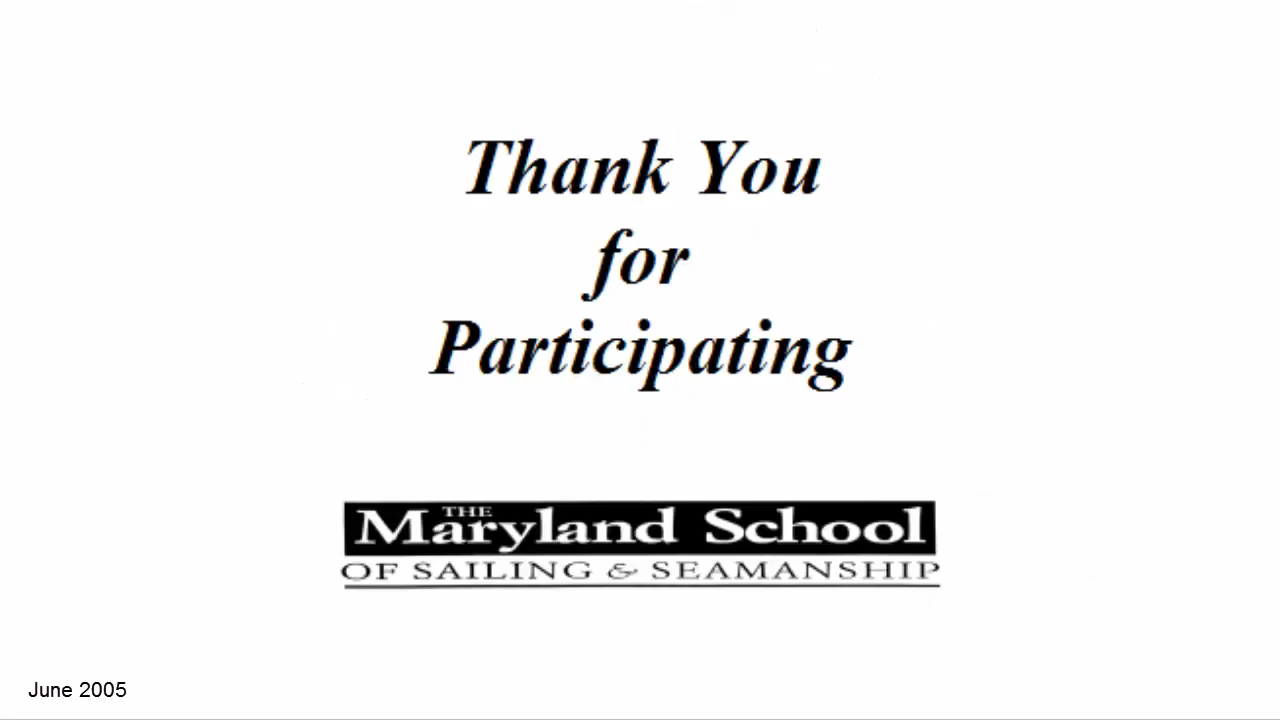 Thank You
for
Participating
THE
Maryland School
OF SAILING & SEAMANSHIP
June 2005